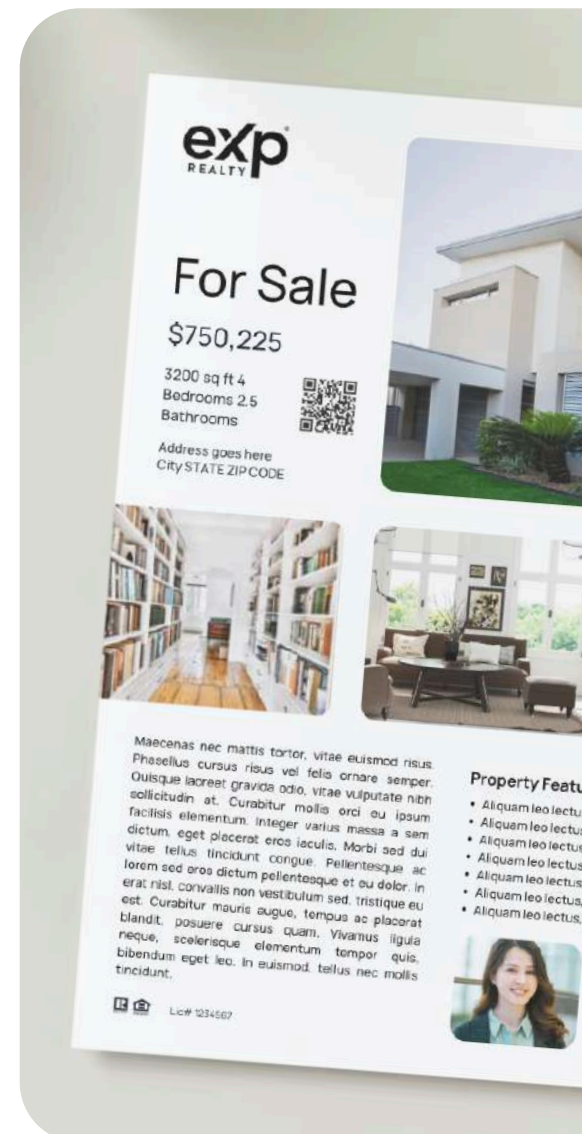 eXp
REALTY
For Sale
$750,225
3200 sq ft 4
Bedrooms 2.5
Bathrooms
Address goes here
City STATE ZIP CODE
Maecenas nec mattis tortor, vitae euismod risus.
Phasellus cursus risus vel felis ornare semper.
Quisque laoreet gravida odio, vitae vulputate nibh
sollicitudin at. Curabitur mollis orci eu ipsum
facilisis elementum. Integer varius massa a sem
dictum, eget placerat eros iaculis. Morbi sed dui
vitae tellus tincidunt congue. Pellentesque ac
lorem sed eros dictum pellentesque et eu dolor. In
erat nisl, convallis non vestibulum sed, tristique eu
est. Curabitur mauris augue, tempus ac placerat
blandit, posuere cursus quam. Vivamus ligula
neque, scelerisque elementum tempor quis,
bibendum eget leo. In euismod, tellus nec mollis
tincidunt.
Lic# 1234567
Property Featu
• Aliquam leo lectu
• Aliquam leo lectus
• Aliquam leo lectus
• Aliquam leo lectus
• Aliquam leo lectus
• Aliquam leo lectus,
• Aliquam leo lectus,